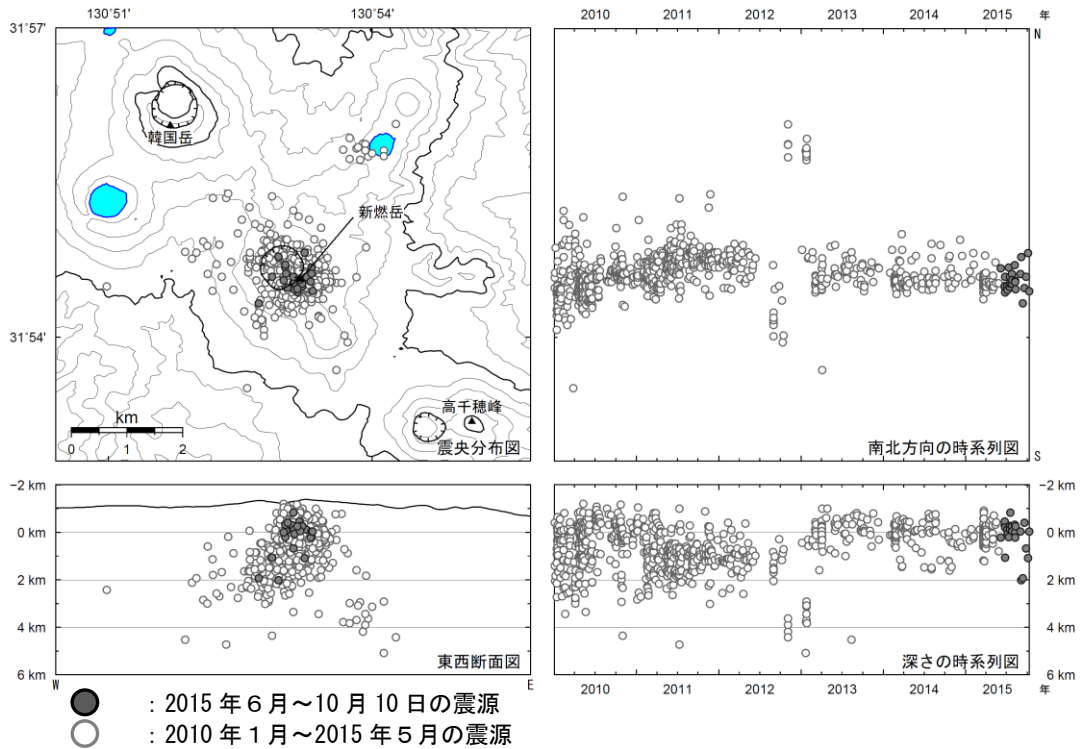 130°51'
130°54'
31°57'
31°54'
韓国岳
新燃岳
高千穂峰
km
0 1 2
震央分布図
2010 2011 2012 2013 2014 2015 年
N
南北方向の時系列図
S
-2 km
0 km
2 km
4 km
6 km
東西断面図
W E
-2 km
0 km
2 km
4 km
6 km
深さの時系列図
2010 2011 2012 2013 2014 2015 年
：2015 年６月～10 月 10 日の震源
：2010 年１月～2015 年５月の震源